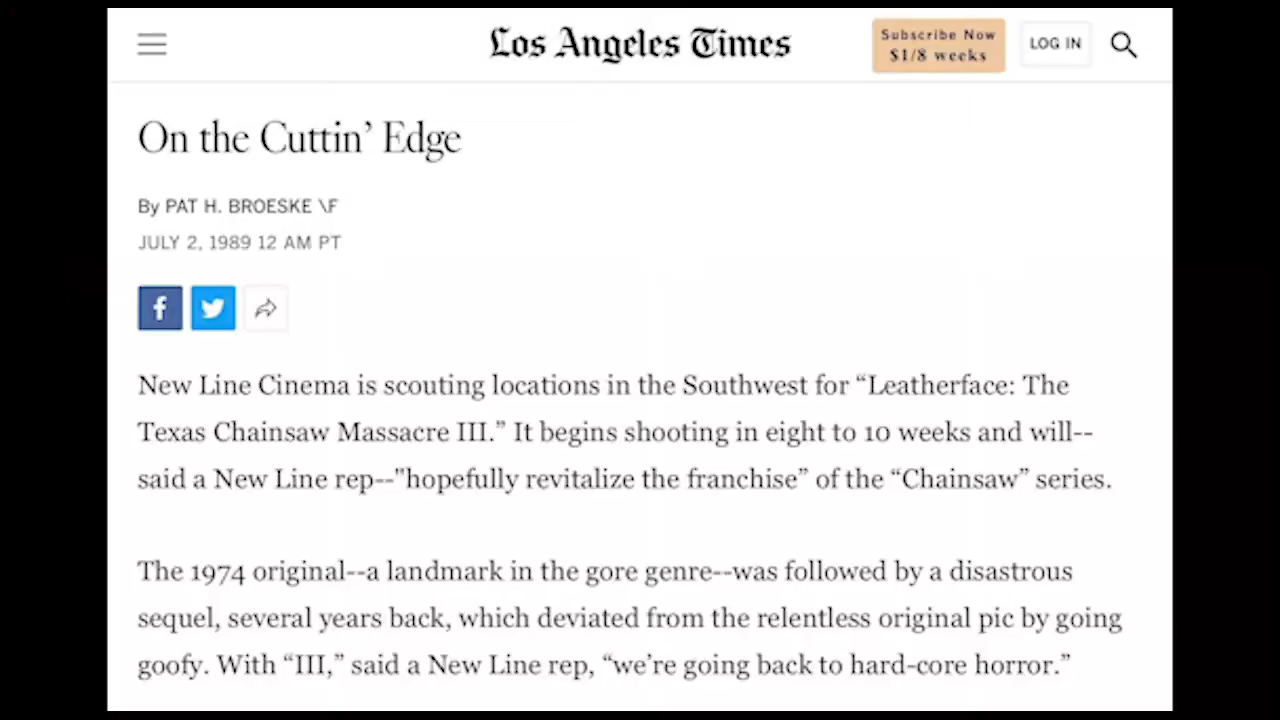 Los Angeles Times
Subscribe Now
$1/8 weeks
LOG IN
On the Cuttin’ Edge
By PAT H. BROESKE \F
JULY 2, 1989 12 AM PT
New Line Cinema is scouting locations in the Southwest for “Leatherface: The
Texas Chainsaw Massacre III.” It begins shooting in eight to 10 weeks and will--
said a New Line rep--"hopefully revitalize the franchise” of the “Chainsaw” series.
The 1974 original--a landmark in the gore genre--was followed by a disastrous
sequel, several years back, which deviated from the relentless original pic by going
goofy. With “III,” said a New Line rep, “we’re going back to hard-core horror.”